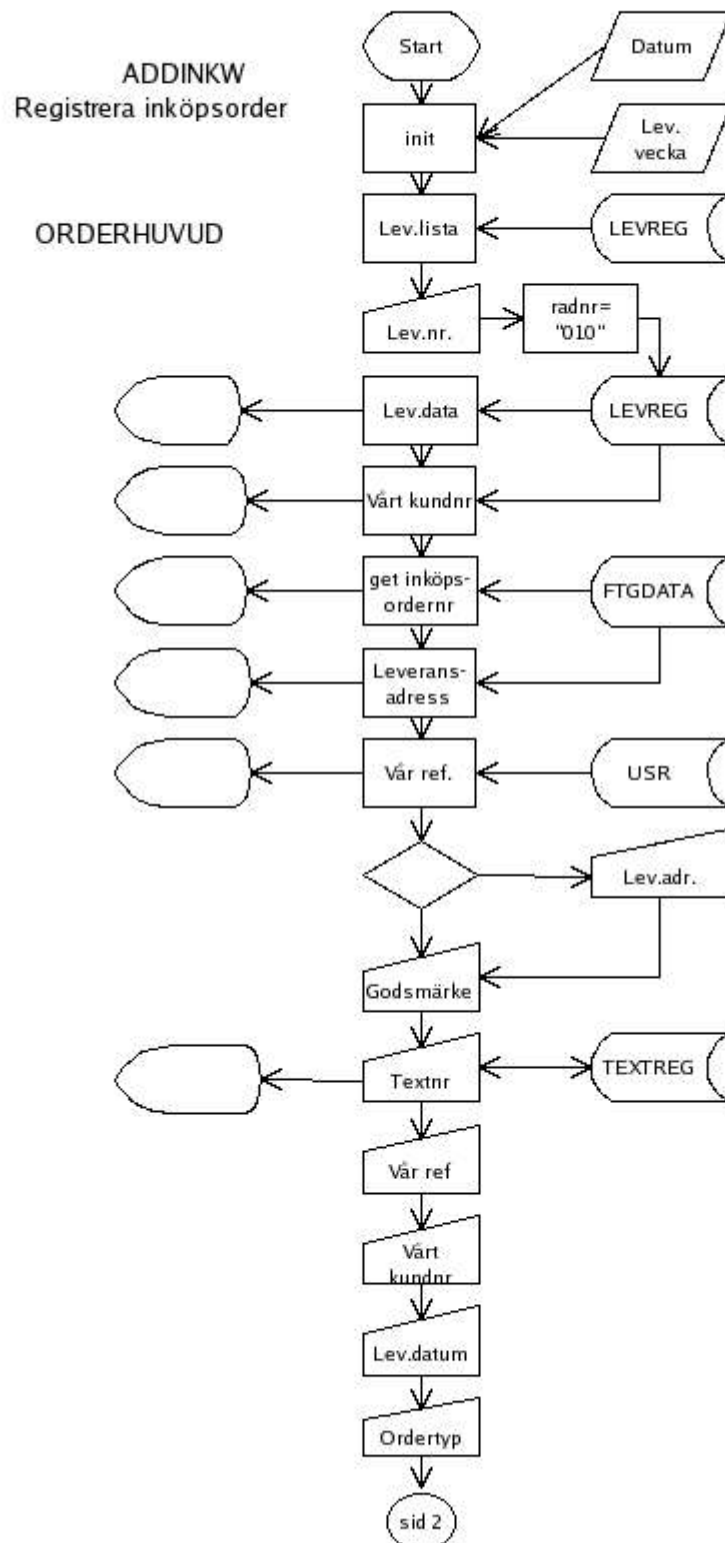 Start
Datum
ADDINKW
Registrera inköpsorder
init
Lev.
vecka
ORDERHUVUD
Lev.lista
LEVREG
Lev.nr.
radnr=
"010"
Lev.data
LEVREG
Vårt kundnr
get inköps-
ordernr
FTGDATA
Leverans-
adress
Vår ref.
USR
Lev.adr.
Godsmärke
Textnr
TEXTREG
Vår ref
Vårt
kundnr
Lev.datum
Ordertyp
sid 2